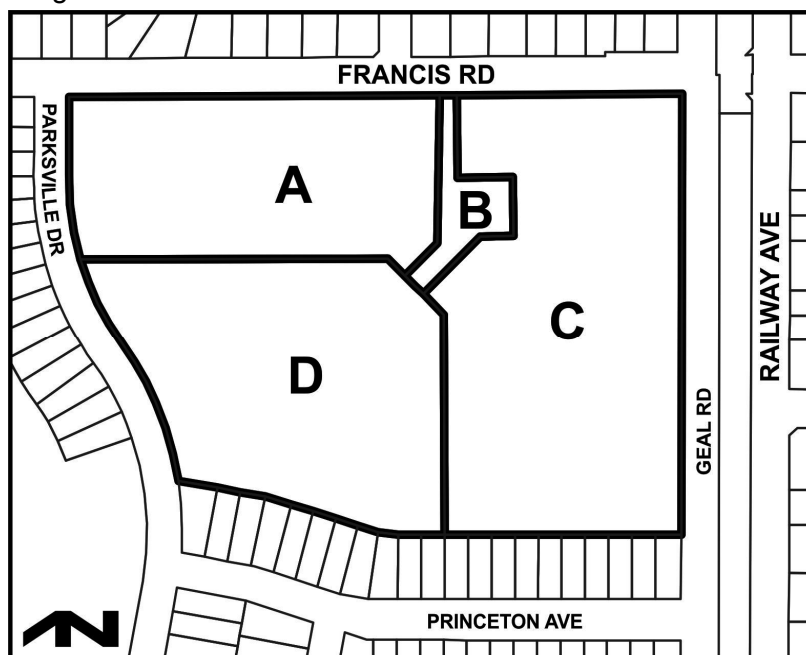 FRANCIS RD
PARKSVILLE DR
A
B
C
D
RAILWAY AVE
GEAL RD
PRINCETON AVE
N